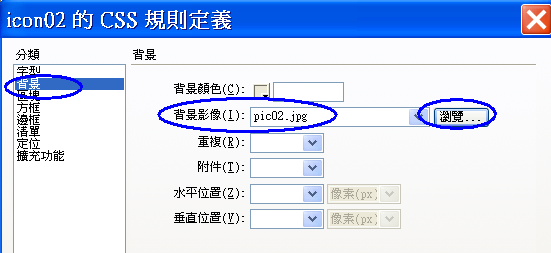 icon02 的 CSS 規則定義
分類
背景
字型
背景
區塊
方框
邊框
清單
定位
擴充功能
背景顏色(C):
背景影像(I): pic02.jpg 瀏覽...
重複(R):
附件(T):
水平位置(Z): 像素(px)
垂直位置(V): 像素(px)